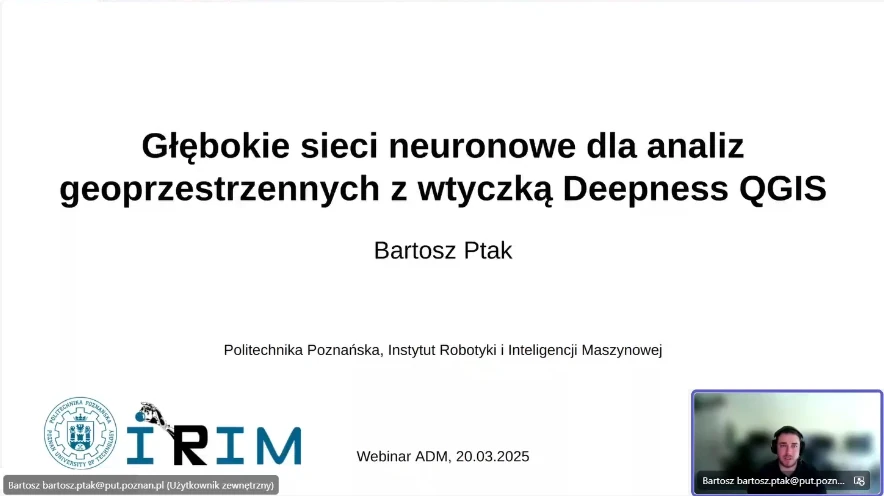 Głębokie sieci neuronowe dla analiz
geoprzestrzennych z wtyczką Deepness QGIS
Bartosz Ptak
Politechnika Poznańska, Instytut Robotyki i Inteligencji Maszynowej
POLITECHNIKA POZNAŃSKA
POZNAN UNIVERSITY OF TECHNOLOGY
IRIM
Webinar ADM, 20.03.2025
Bartosz bartosz.ptak@put.poznan.pl (Użytkownik zewnętrzny)
Bartosz bartosz.ptak@put.pozn...